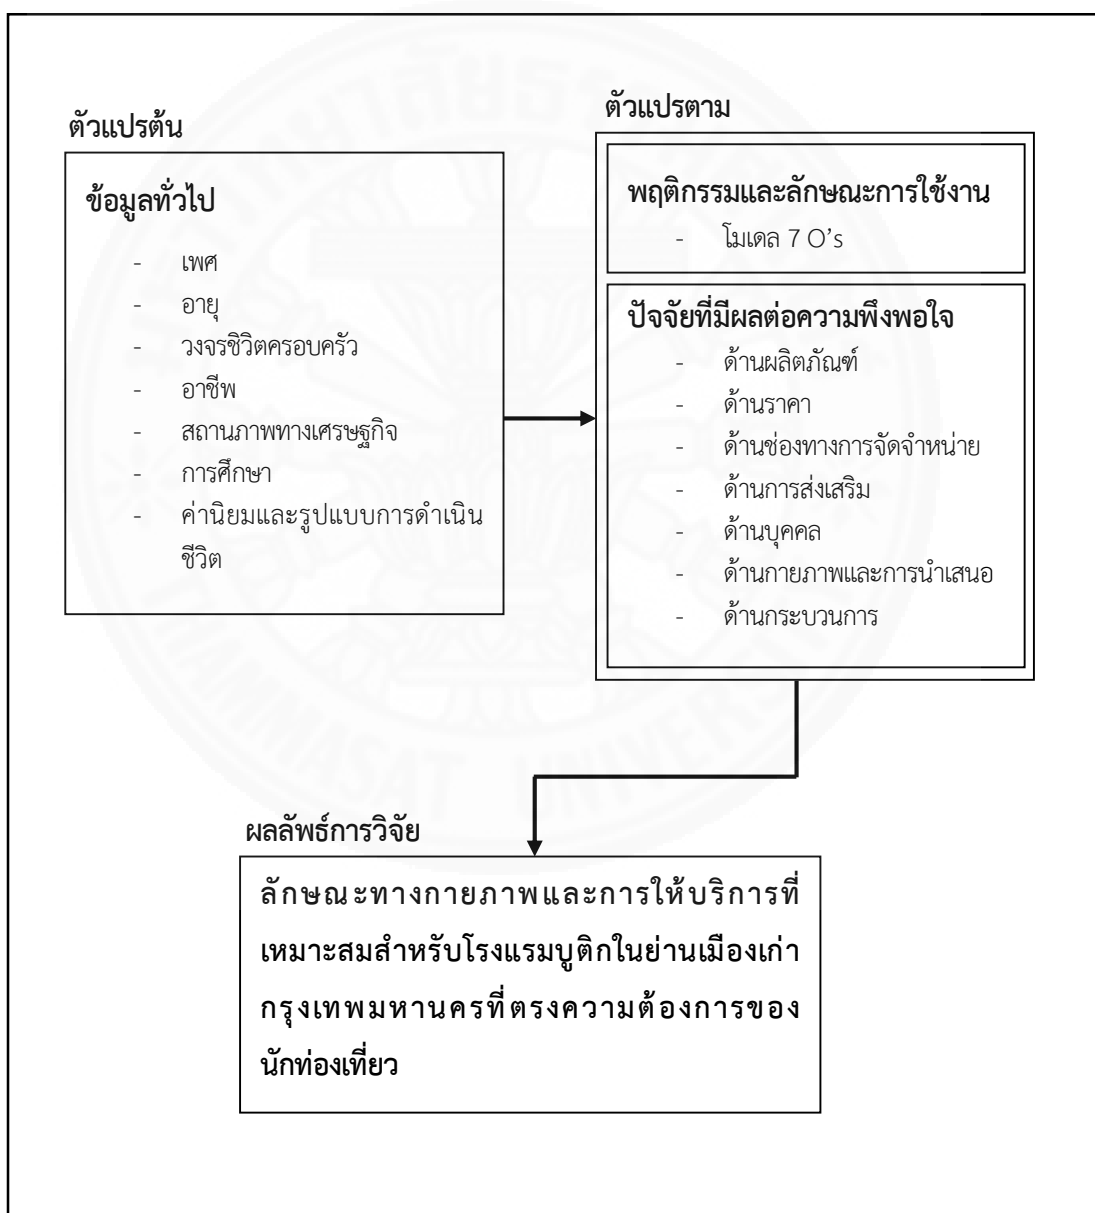 ตัวแปรต้น
ข้อมูลทั่วไป
- เพศ
- อายุ
- วงจรชีวิตครอบครัว
- อาชีพ
- สถานภาพทางเศรษฐกิจ
- การศึกษา
- ค่านิยมและรูปแบบการดำเนิน
ชีวิต
ตัวแปรตาม
พฤติกรรมและลักษณะการใช้งาน
- โมเดล 7 O's
ปัจจัยที่มีผลต่อความพึงพอใจ
- ด้านผลิตภัณฑ์
- ด้านราคา
- ด้านช่องทางการจัดจำหน่าย
- ด้านการส่งเสริม
- ด้านบุคคล
- ด้านกายภาพและการนำเสนอ
- ด้านกระบวนการ
ผลลัพธ์การวิจัย
ลักษณะทางกายภาพและการให้บริการที่
เหมาะสมสำหรับโรงแรมบูติกในย่านเมืองเก่า
กรุงเทพมหานครที่ตรงความต้องการของ
นักท่องเที่ยว
THAMMASAT UNIVERSITY